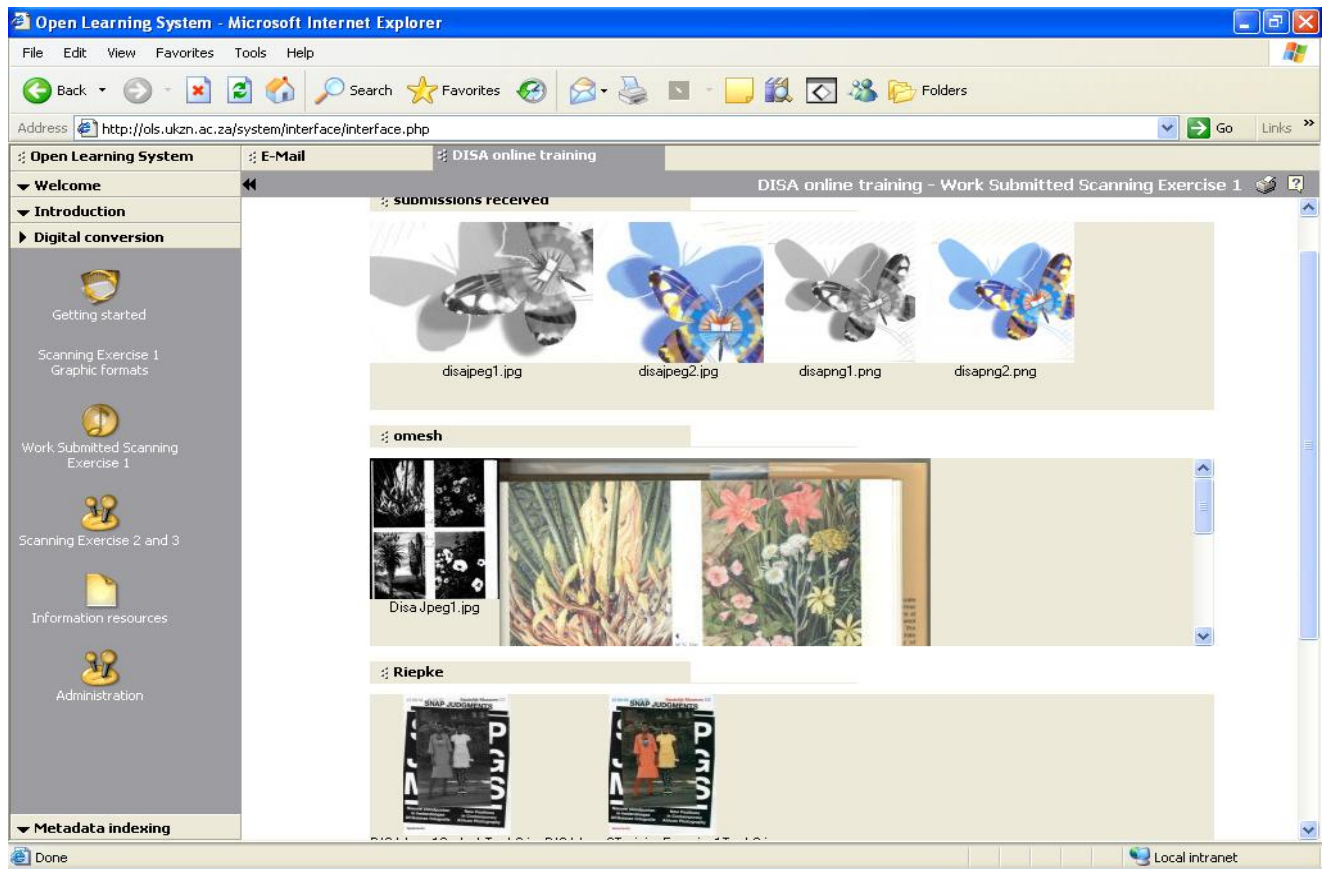 Open Learning System - Microsoft Internet Explorer
File Edit View Favorites Tools Help
Back Search Favorites Folders
Address http://ols.ukzn.ac.za/system/interface/interface.php Go Links »
Open Learning System E-Mail DISA online training
Welcome
DISA online training - Work Submitted Scanning Exercise 1
Introduction
Digital conversion
Getting started
Scanning Exercise 1
Graphic formats
Work Submitted Scanning
Exercise 1
Scanning Exercise 2 and 3
Information resources
Administration
Metadata indexing
submissions received
disajpeg1.jpg disajpeg2.jpg disapng1.png disapng2.png
omesh
Disa Jpeg1.jpg
Riepke
SNAP JUDGMENTS
SNAP JUDGMENTS
Done Local intranet